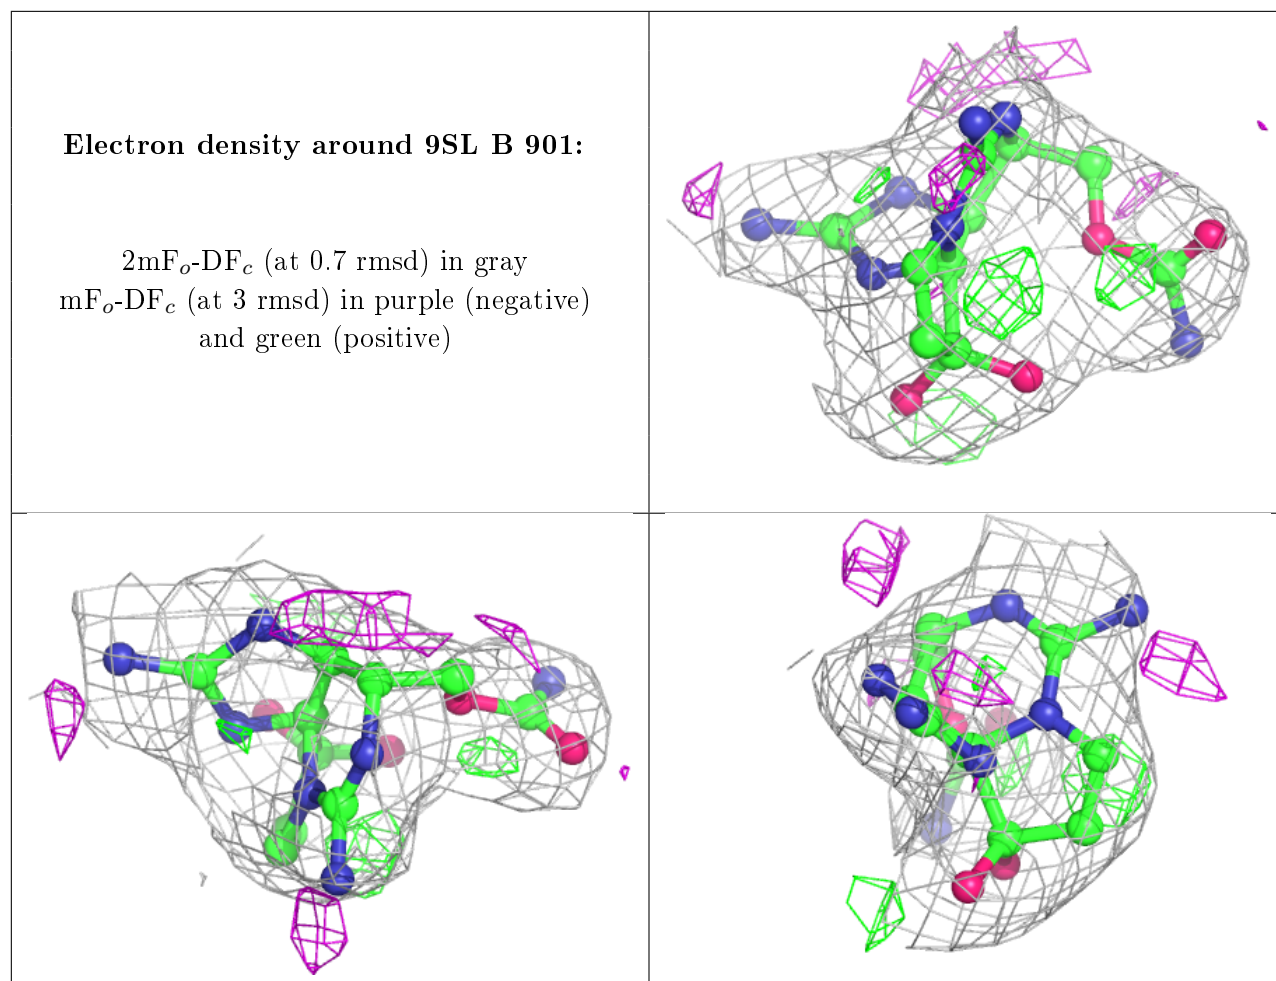 Electron density around 9SL B 901:
2mFₒ-DF𝒸 (at 0.7 rmsd) in gray
mFₒ-DF𝒸 (at 3 rmsd) in purple (negative)
and green (positive)